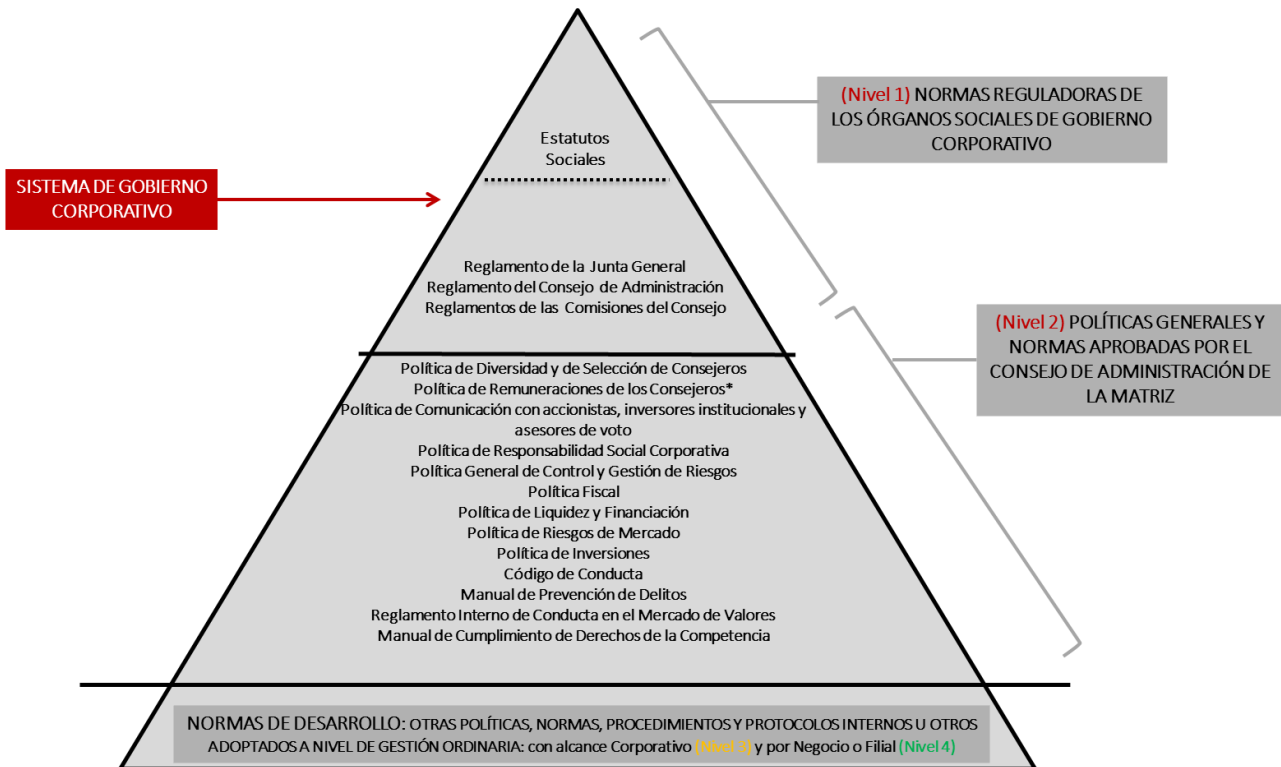 (Nivel 1) NORMAS REGULADORAS DE
LOS ÓRGANOS SOCIALES DE GOBIERNO
CORPORATIVO
Estatutos
Sociales
SISTEMA DE GOBIERNO
CORPORATIVO
Reglamento de la Junta General
Reglamento del Consejo de Administración
Reglamentos de las Comisiones del Consejo
(Nivel 2) POLÍTICAS GENERALES Y
NORMAS APROBADAS POR EL
CONSEJO DE ADMINISTRACIÓN DE
LA MATRIZ
Política de Diversidad y de Selección de Consejeros
Política de Remuneraciones de los Consejeros*
Política de Comunicación con accionistas, inversores institucionales y
asesores de voto
Política de Responsabilidad Social Corporativa
Política General de Control y Gestión de Riesgos
Política Fiscal
Política de Liquidez y Financiación
Política de Riesgos de Mercado
Política de Inversiones
Código de Conducta
Manual de Prevención de Delitos
Reglamento Interno de Conducta en el Mercado de Valores
Manual de Cumplimiento de Derechos de la Competencia
NORMAS DE DESARROLLO: OTRAS POLÍTICAS, NORMAS, PROCEDIMIENTOS Y PROTOCOLOS INTERNOS U OTROS
ADOPTADOS A NIVEL DE GESTIÓN ORDINARIA: con alcance Corporativo (Nivel 3) y por Negocio o Filial (Nivel 4)